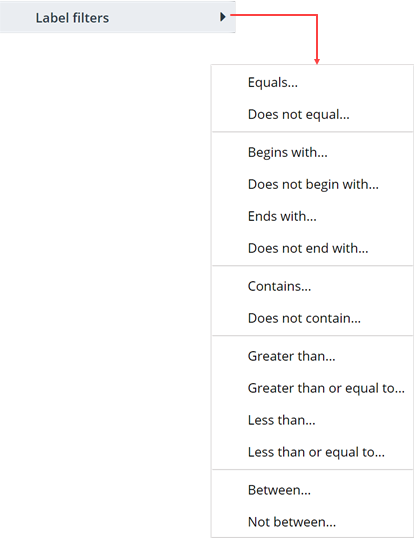 Label filters
Equals...
Does not equal...
Begins with...
Does not begin with...
Ends with...
Does not end with...
Contains...
Does not contain...
Greater than...
Greater than or equal to...
Less than...
Less than or equal to...
Between...
Not between...